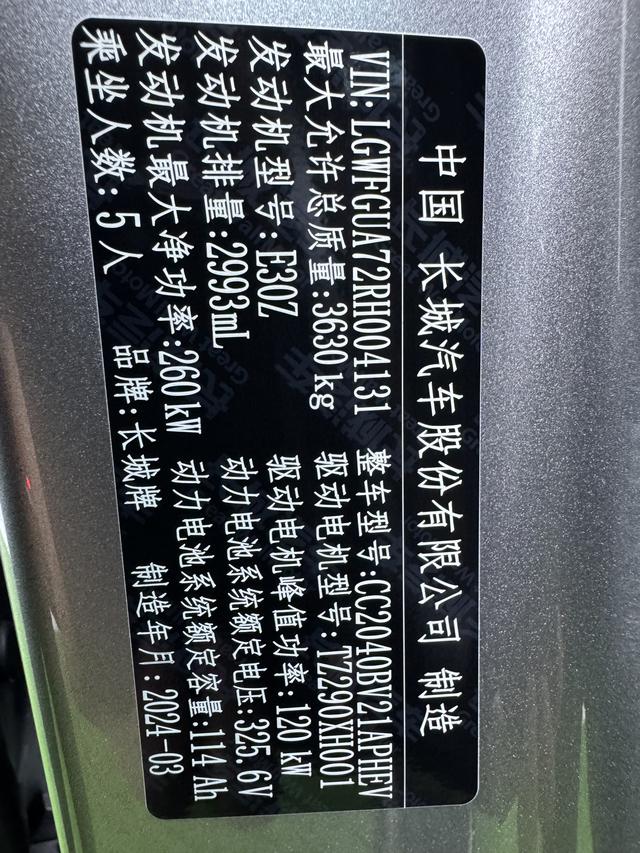 中国 长城汽车股份有限公司 制造
VIN: LGWFGUA72RH004131 整车型号:CC2040BV21APHEV
最大允许总质量:3630 kg 驱动电机型号:TZ290XH001
发动机型号:E30Z 驱动电机峰值功率:120 kW
发动机排量:2993mL 动力电池系统额定电压:325.6V
发动机最大净功率:260kW 动力电池系统额定容量:114 Ah
乘坐人数:5人 品牌:长城牌 制造年月:2024-03